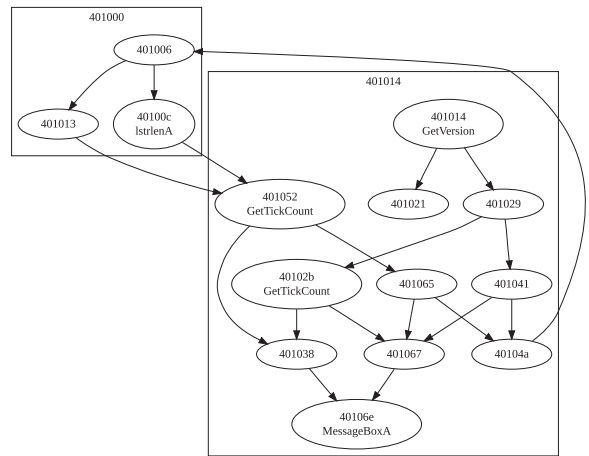 401000
401006
401013
40100c
lstrlenA
401014
401014
GetVersion
401052
GetTickCount
401021
401029
40102b
GetTickCount
401065
401041
401038
401067
40104a
40106e
MessageBoxA